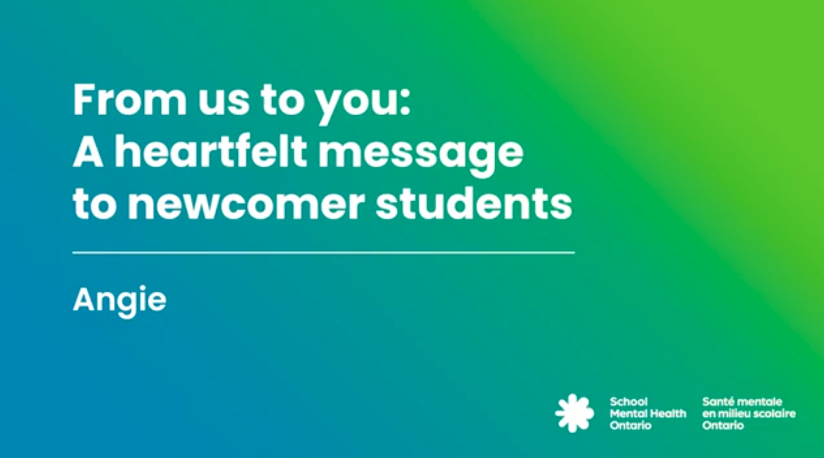 From us to you:
A heartfelt message
to newcomer students
Angie
School
Mental Health
Ontario
Santé mentale
en milieu scolaire
Ontario